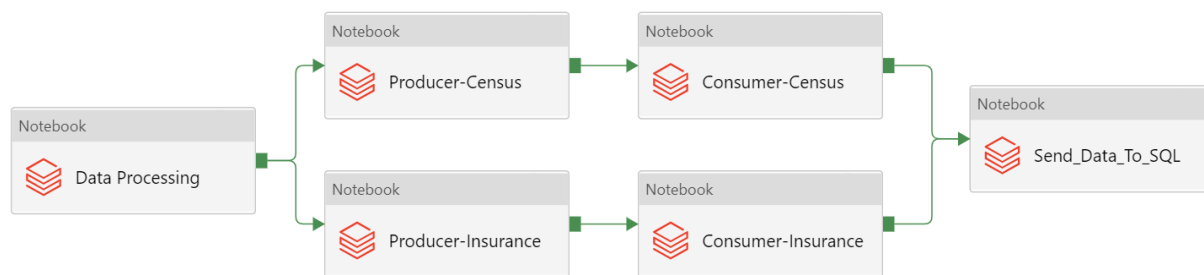 Notebook
Data Processing
Notebook
Producer-Census
Notebook
Consumer-Census
Notebook
Producer-Insurance
Notebook
Consumer-Insurance
Notebook
Send_Data_To_SQL